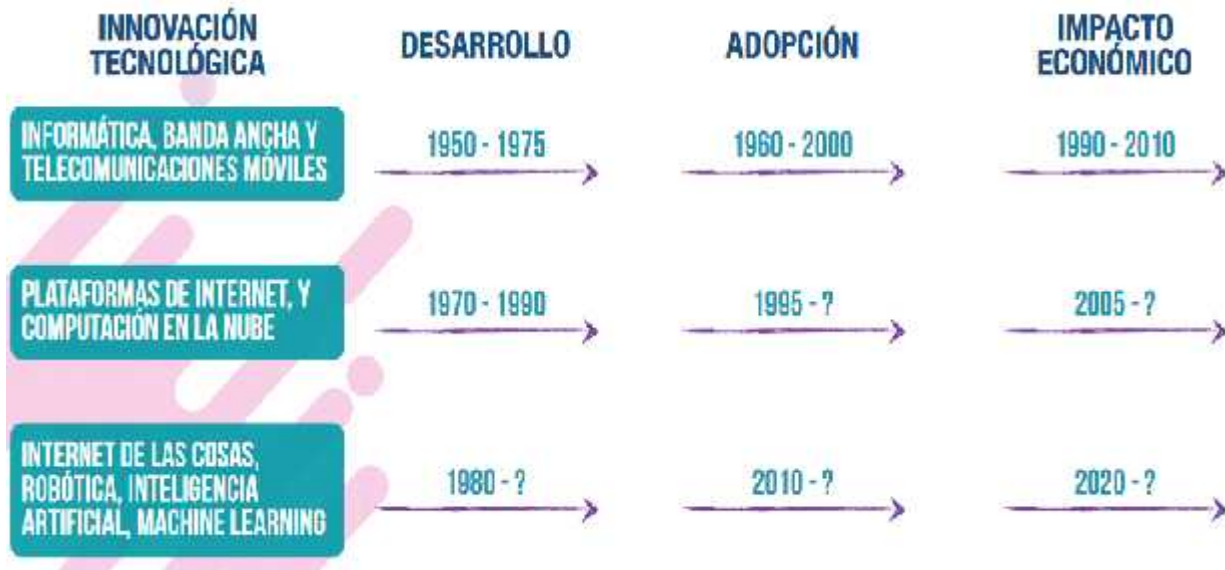 INNOVACIÓN
TECNOLÓGICA
DESARROLLO
ADOPCIÓN
IMPACTO
ECONÓMICO
INFORMÁTICA, BANDA ANCHA Y
TELECOMUNICACIONES MÓVILES
1950 - 1975
1960 - 2000
1990 - 2010
PLATAFORMAS DE INTERNET, Y
COMPUTACIÓN EN LA NUBE
1970 - 1990
1995 - ?
2005 - ?
INTERNET DE LAS COSAS,
ROBÓTICA, INTELIGENCIA
ARTIFICIAL, MACHINE LEARNING
1980 - ?
2010 - ?
2020 - ?